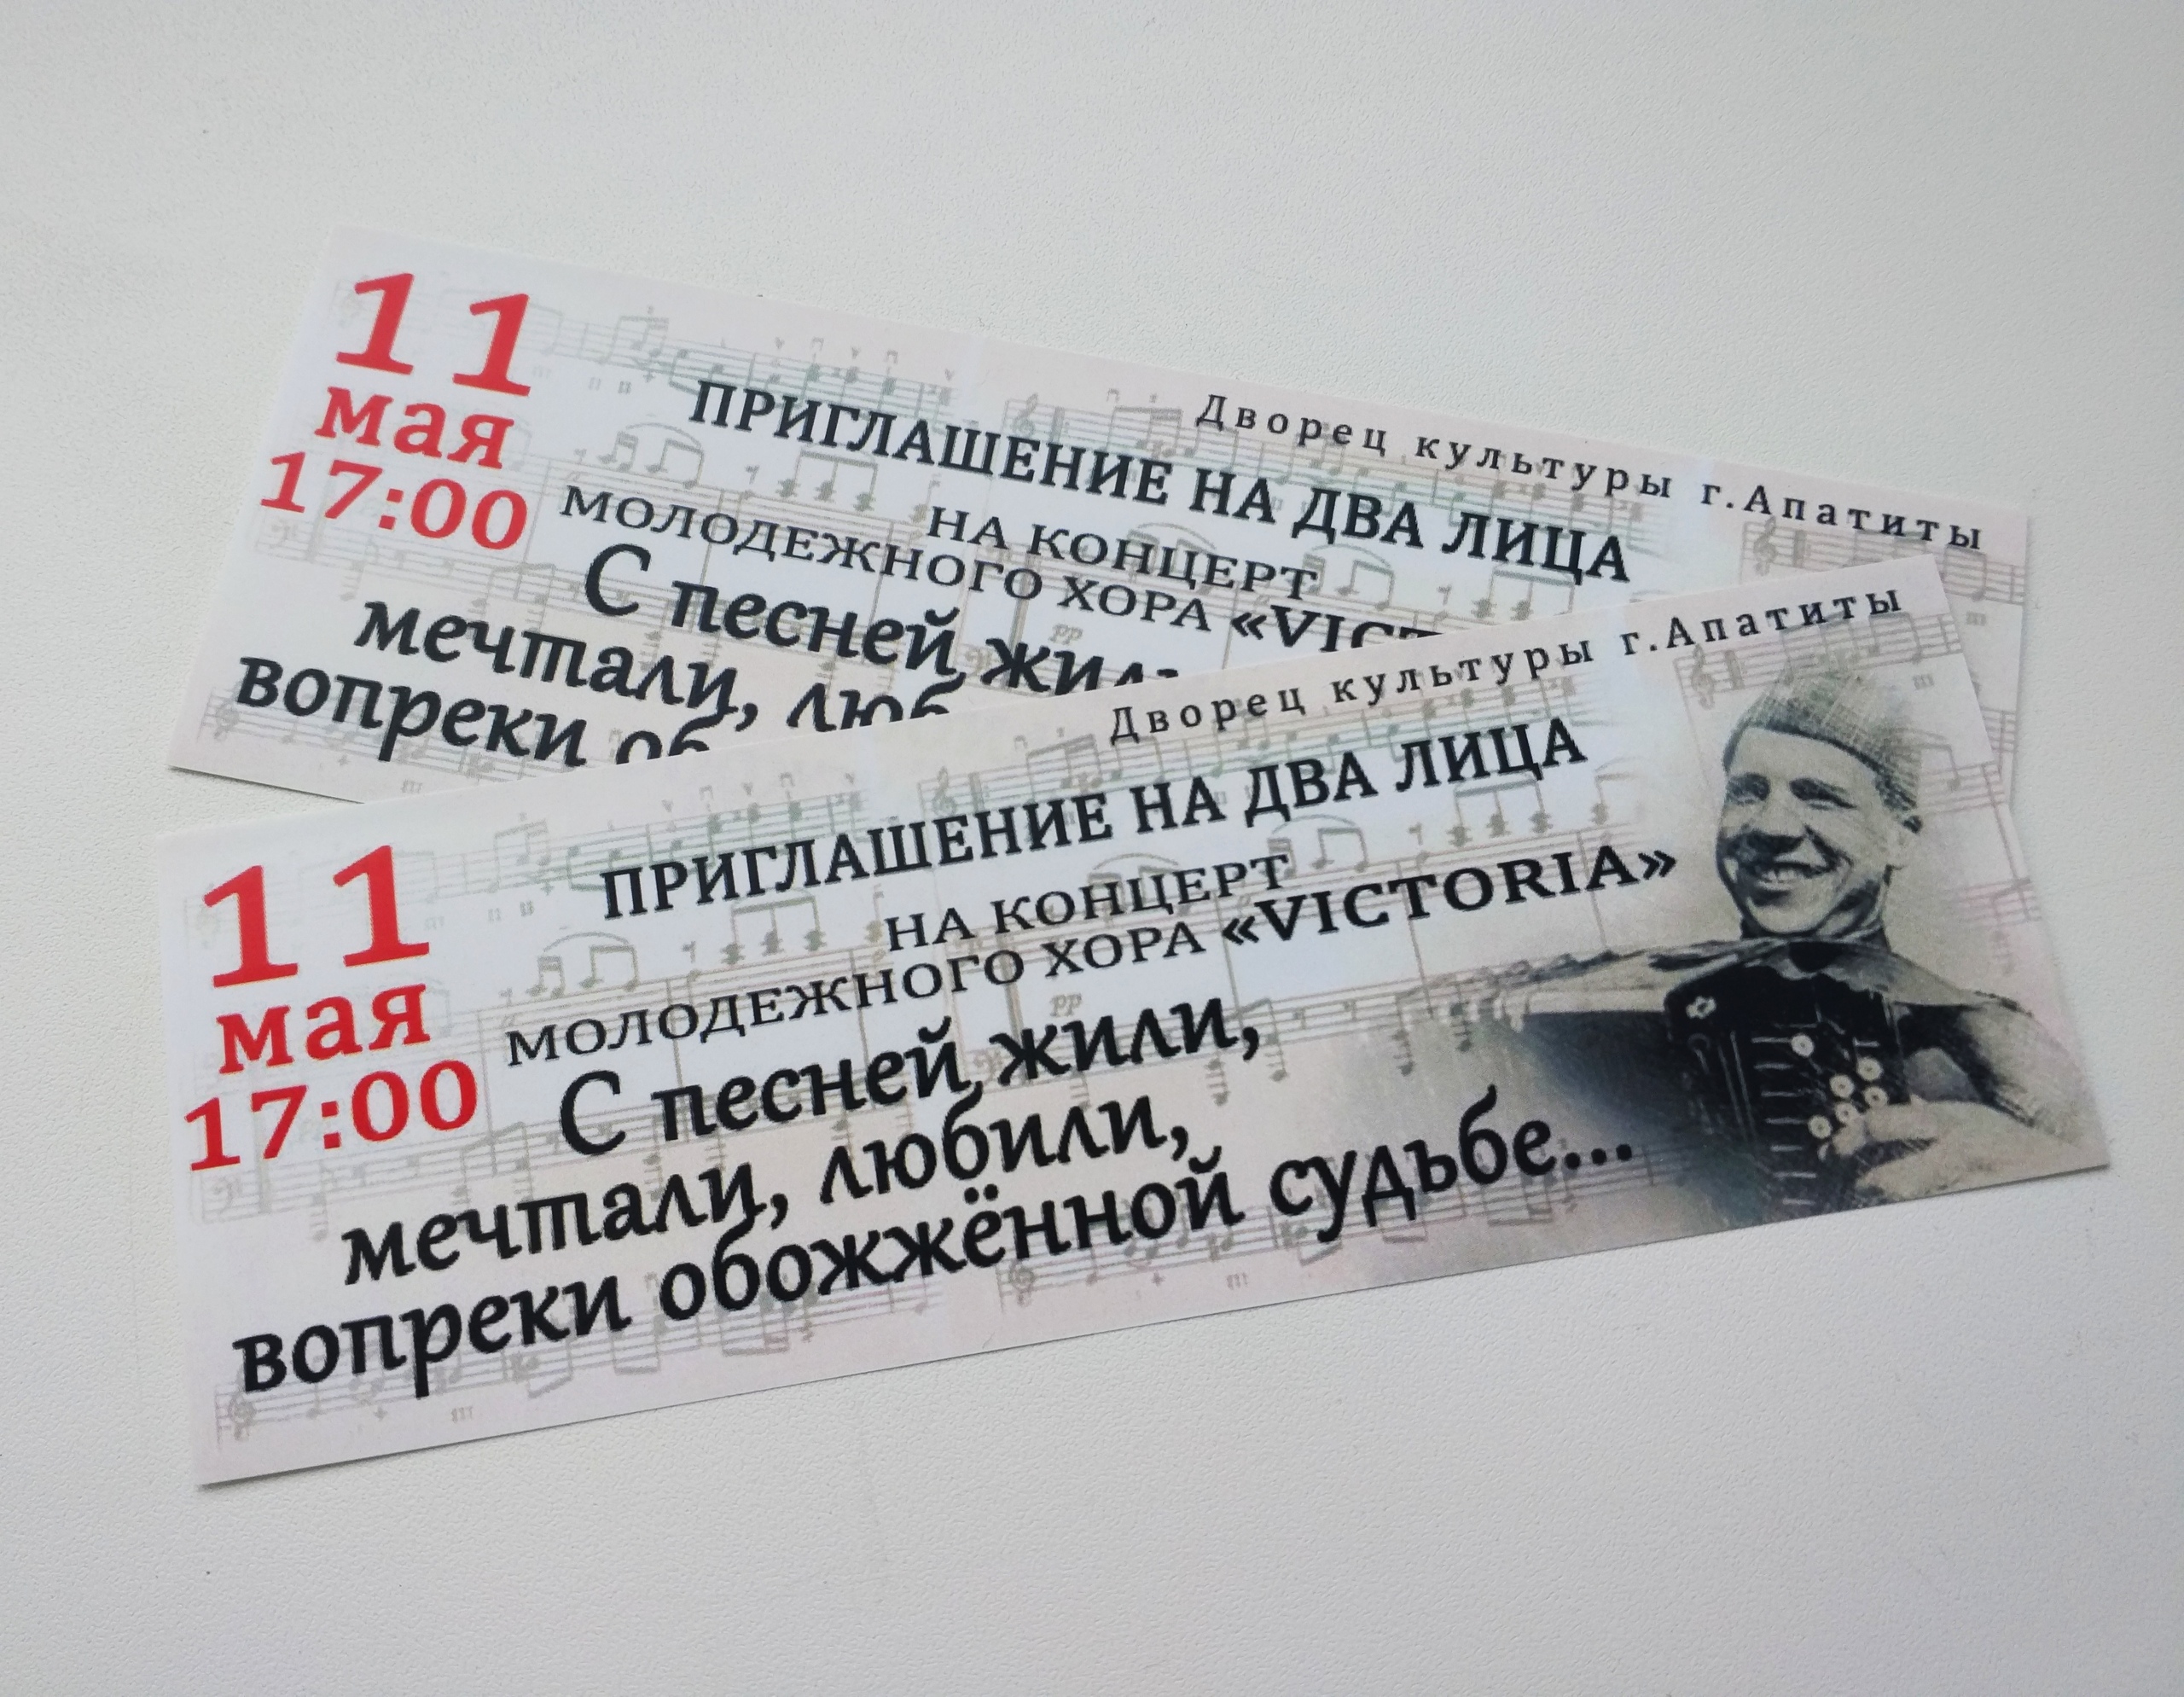 11
мая
17:00
Дворец культуры г.Апатиты
ПРИГЛАШЕНИЕ НА ДВА ЛИЦА
НА КОНЦЕРТ
МОЛОДЕЖНОГО ХОРА
С песней
мечтали,
вопреки
11
мая
17:00
Дворец культуры г.Апатиты
ПРИГЛАШЕНИЕ НА ДВА ЛИЦА
НА КОНЦЕРТ
МОЛОДЕЖНОГО ХОРА «VICTORIA»
С песней жили,
мечтали, любили,
вопреки обожжённой судьбе...